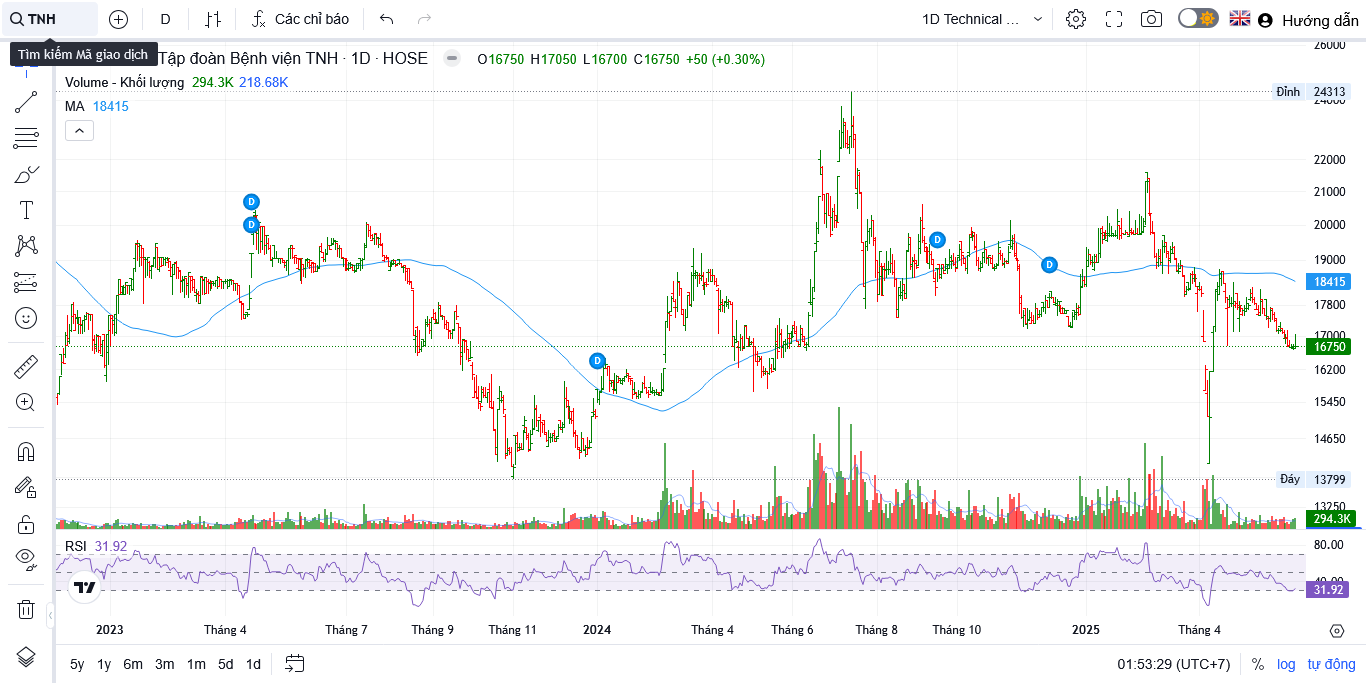 TNH
D
Các chỉ báo
1D Technical ...
Hướng dẫn
Tìm kiếm Mã giao dịch
Tập đoàn Bệnh viện TNH · 1D · HOSE
O16750 H17050 L16700 C16750 +50 (+0.30%)
Volume - Khối lượng 294.3K 218.68K
MA 18415
26000
Đỉnh 24313
24000
22000
21000
20000
19000
18415
17800
17000
16750
16200
15450
14650
Đáy 13799
13250
294.3K
D
D
D
D
D
RSI 31.92
80.00
40.00
31.92
2023
Tháng 4
Tháng 7
Tháng 9
Tháng 11
2024
Tháng 4
Tháng 6
Tháng 8
Tháng 10
2025
Tháng 4
5y 1y 6m 3m 1m 5d 1d
01:53:29 (UTC+7)
% log tự động